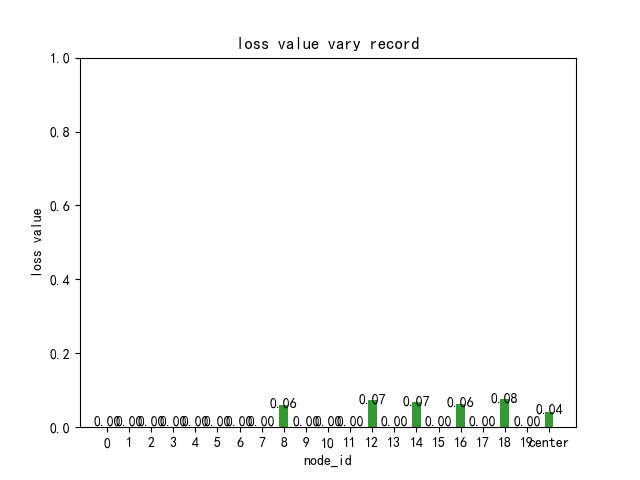 loss value vary record
1.0
0.8
0.6
0.4
0.2
0.0
loss value
0.00 0.00 0.00 0.00 0.00 0.00 0.00 0.00 0.06 0.00 0.00 0.00 0.07 0.00 0.07 0.00 0.06 0.00 0.08 0.00 0.04
0 1 2 3 4 5 6 7 8 9 10 11 12 13 14 15 16 17 18 19 center
node_id